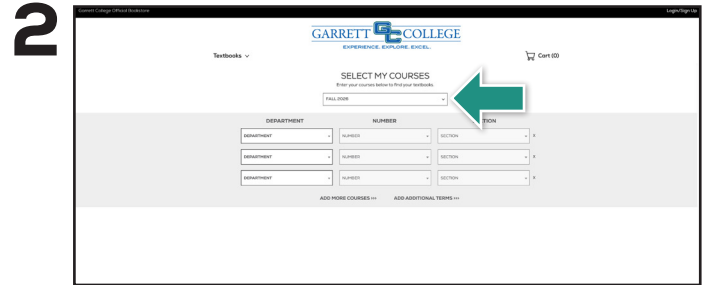 2
Garrett College Official Bookstore
Login/Sign Up
GARRETT GC COLLEGE
EXPERIENCE. EXPLORE. EXCEL.
Textbooks
Cart (0)
SELECT MY COURSES
Enter your courses below to find your textbooks.
DEPARTMENT NUMBER TION
DEPARTMENT NUMBER SECTION X
DEPARTMENT NUMBER SECTION X
DEPARTMENT NUMBER SECTION X
ADD MORE COURSES >>> ADD ADDITIONAL TERMS >>>